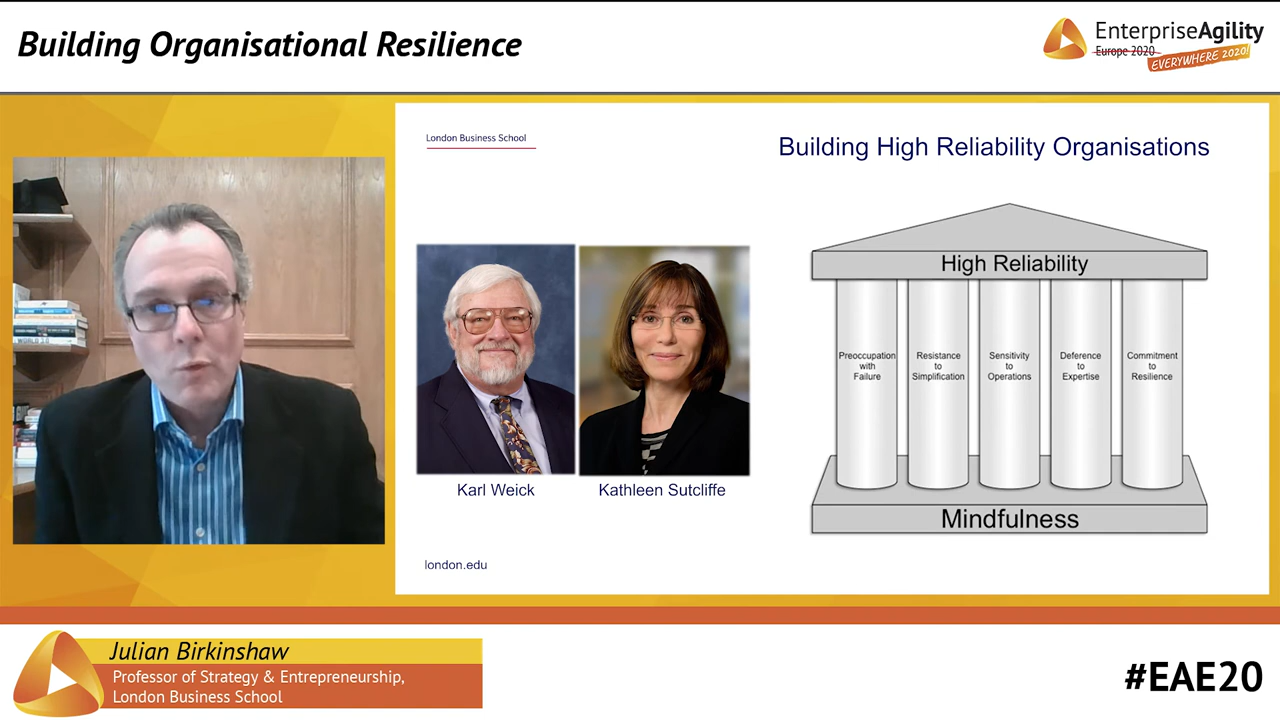 Building Organisational Resilience
EnterpriseAgility
Europe 2020
EVERYWHERE 2020!
London Business School
Building High Reliability Organisations
High Reliability
Preoccupation
with
Failure
Resistance
to
Simplification
Sensitivity
to
Operations
Deference
to
Expertise
Commitment
to
Resilience
Mindfulness
Karl Weick
Kathleen Sutcliffe
london.edu
Julian Birkinshaw
Professor of Strategy & Entrepreneurship,
London Business School
#EAE20